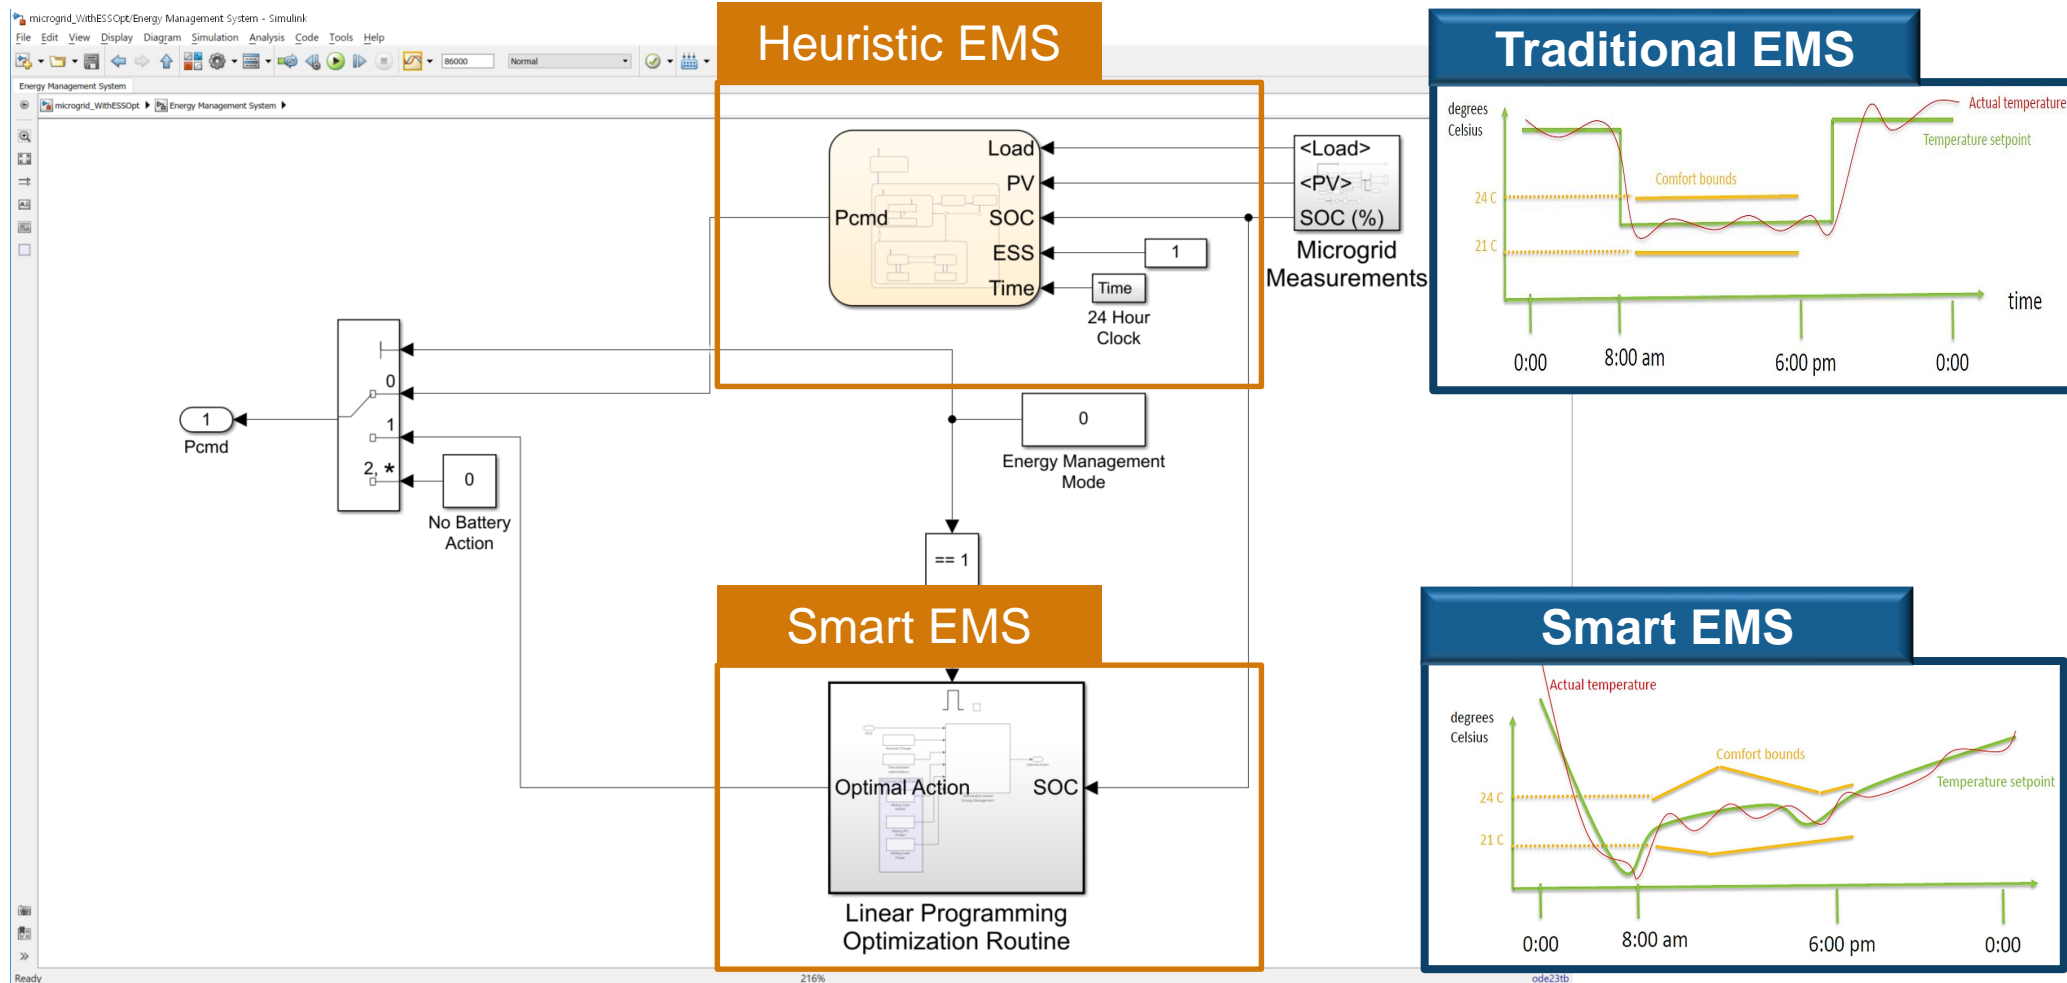 microgrid_WithESSOpt/Energy Management System - Simulink
File Edit View Display Diagram Simulation Analysis Code Tools Help
86000
Normal
Energy Management System
microgrid_WithESSOpt
Energy Management System
Heuristic EMS
Load
PV
SOC
ESS
Time
Pcmd
<Load>
<PV>
SOC (%)
Microgrid
Measurements
1
Time
24 Hour
Clock
0
1
2, *
1
Pcmd
0
No Battery
Action
0
Energy Management
Mode
== 1
Smart EMS
Optimal Action
SOC
Linear Programming
Optimization Routine
Ready
216%
ode23tb
Traditional EMS
degrees
Celsius
Actual temperature
Temperature setpoint
Comfort bounds
24 C
21 C
time
0:00
8:00 am
6:00 pm
0:00
Smart EMS
Actual temperature
degrees
Celsius
Comfort bounds
Temperature setpoint
24 C
21 C
0:00
8:00 am
6:00 pm
0:00